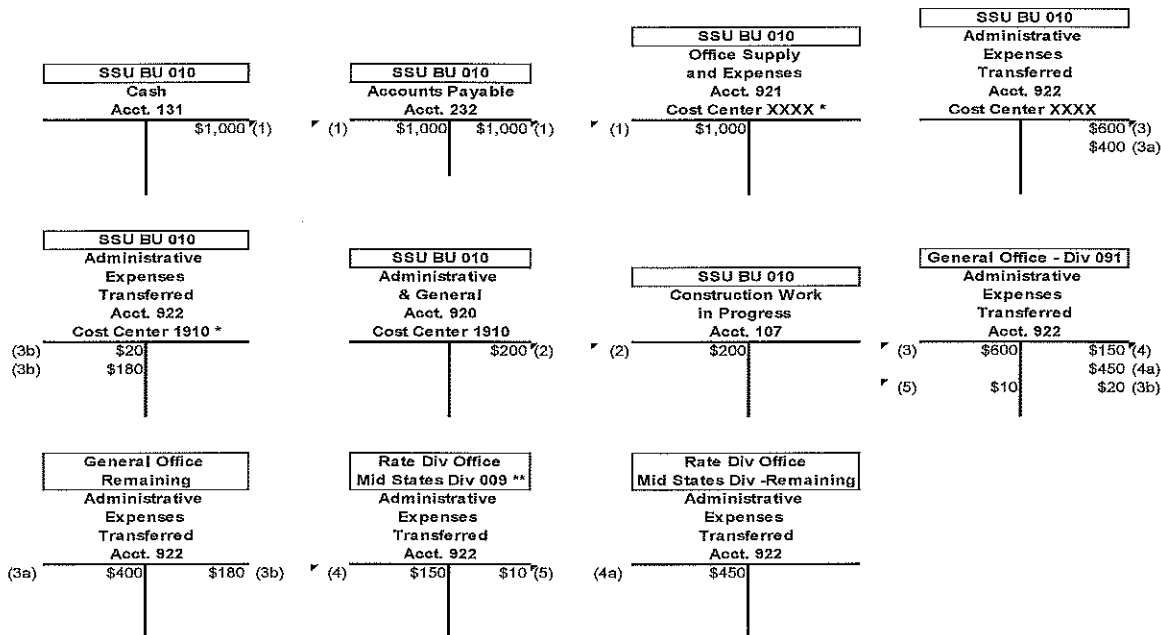 SSU BU 010
Cash
Acct. 131
$1,000 (1)
SSU BU 010
Accounts Payable
Acct. 232
(1) $1,000 $1,000 (1)
SSU BU 010
Office Supply
and Expenses
Acct. 921
Cost Center XXXX *
(1) $1,000
SSU BU 010
Administrative
Expenses
Transferred
Acct. 922
Cost Center XXXX
$600 (3)
$400 (3a)
SSU BU 010
Administrative
Expenses
Transferred
Acct. 922
Cost Center 1910 *
(3b) $20
(3b) $180
SSU BU 010
Administrative
& General
Acct. 920
Cost Center 1910
$200 (2)
SSU BU 010
Construction Work
in Progress
Acct. 107
(2) $200
General Office - Div 091
Administrative
Expenses
Transferred
Acct. 922
(3) $600 $150 (4)
$450 (4a)
(5) $10 $20 (3b)
General Office
Remaining
Administrative
Expenses
Transferred
Acct. 922
(3a) $400 $180 (3b)
Rate Div Office
Mid States Div 009 **
Administrative
Expenses
Transferred
Acct. 922
(4) $150 $10 (5)
Rate Div Office
Mid States Div -Remaining
Administrative
Expenses
Transferred
Acct. 922
(4a) $450